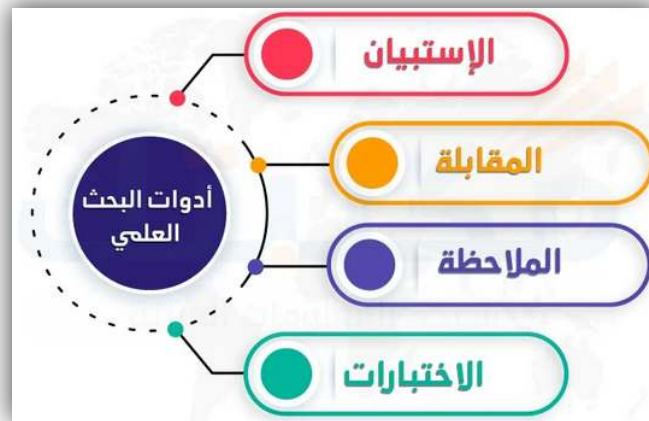 الإستبيان
المقابلة
أدوات البحث
العلمي
الملاحظة
الاختبارات